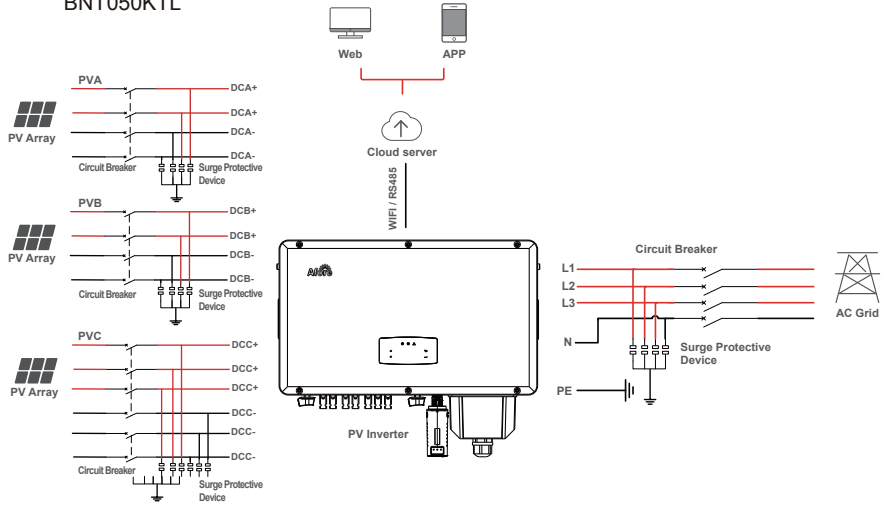 BNT050KTL
Web
APP
Cloud server
WIFI / RS485
PVA
DCA+
DCA+
DCA-
DCA-
PV Array
Circuit Breaker
Surge Protective
Device
PVB
DCB+
DCB+
DCB-
DCB-
PV Array
Circuit Breaker
Surge Protective
Device
PVC
DCC+
DCC+
DCC+
DCC-
DCC-
DCC-
PV Array
Circuit Breaker
Surge Protective
Device
Afore
PV Inverter
Circuit Breaker
L1
L2
L3
N
PE
Surge Protective
Device
AC Grid